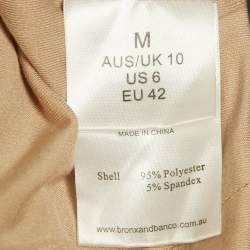 M
AUS/UK 10
US 6
EU 42
MADE IN CHINA
Shell 95% Polyester
5% Spandex
www.bronxandbanco.com.au